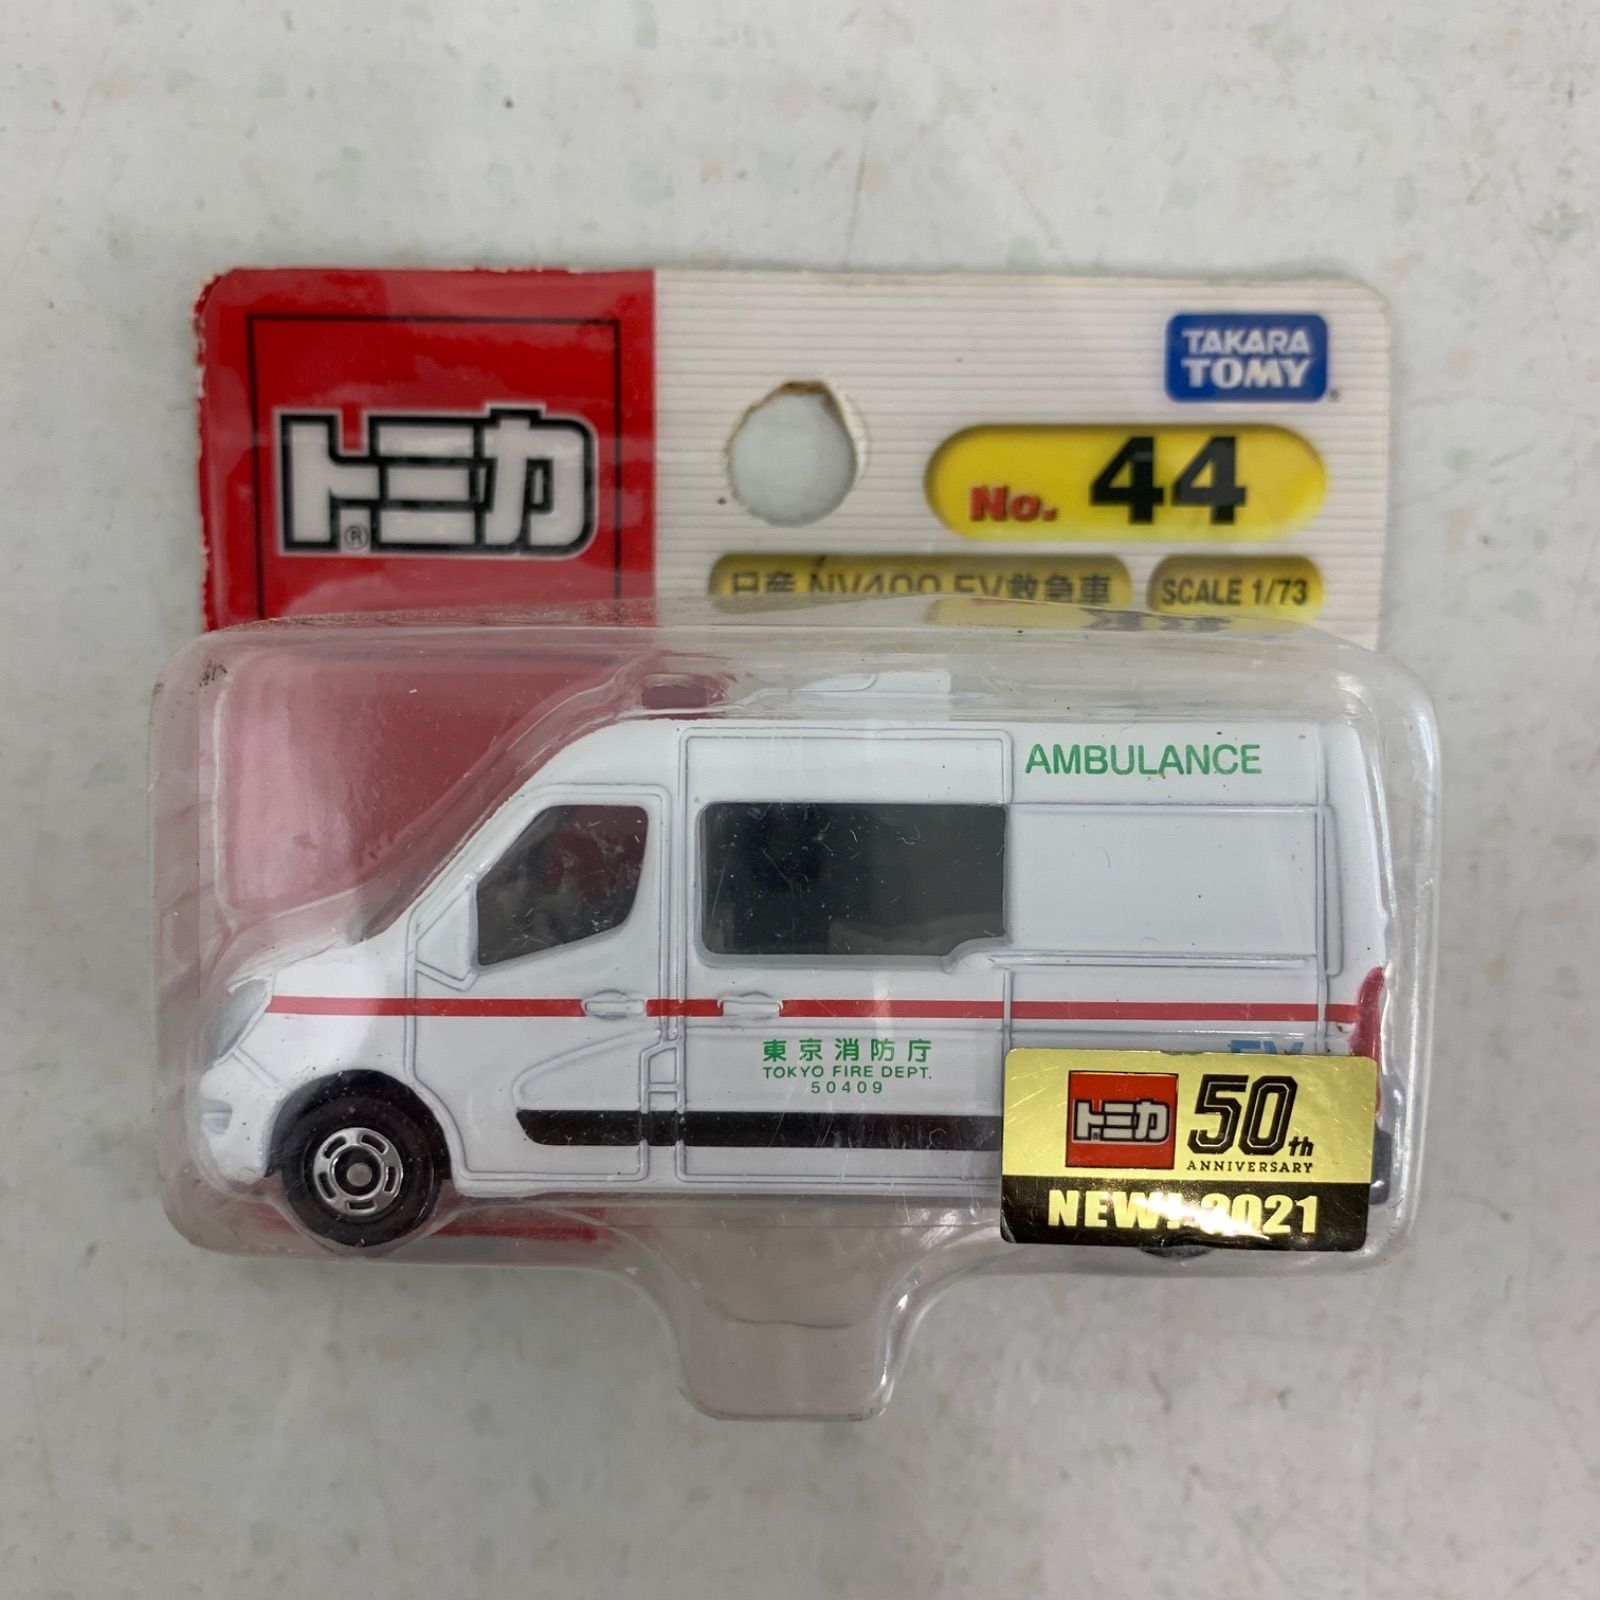 トミカ®
TAKARA
TOMY®
No. 44
日産 NV400 EV救急車
SCALE 1/73
AMBULANCE
東京消防庁
TOKYO FIRE DEPT.
50409
EV
トミカ®
50th
ANNIVERSARY
NEW! 2021